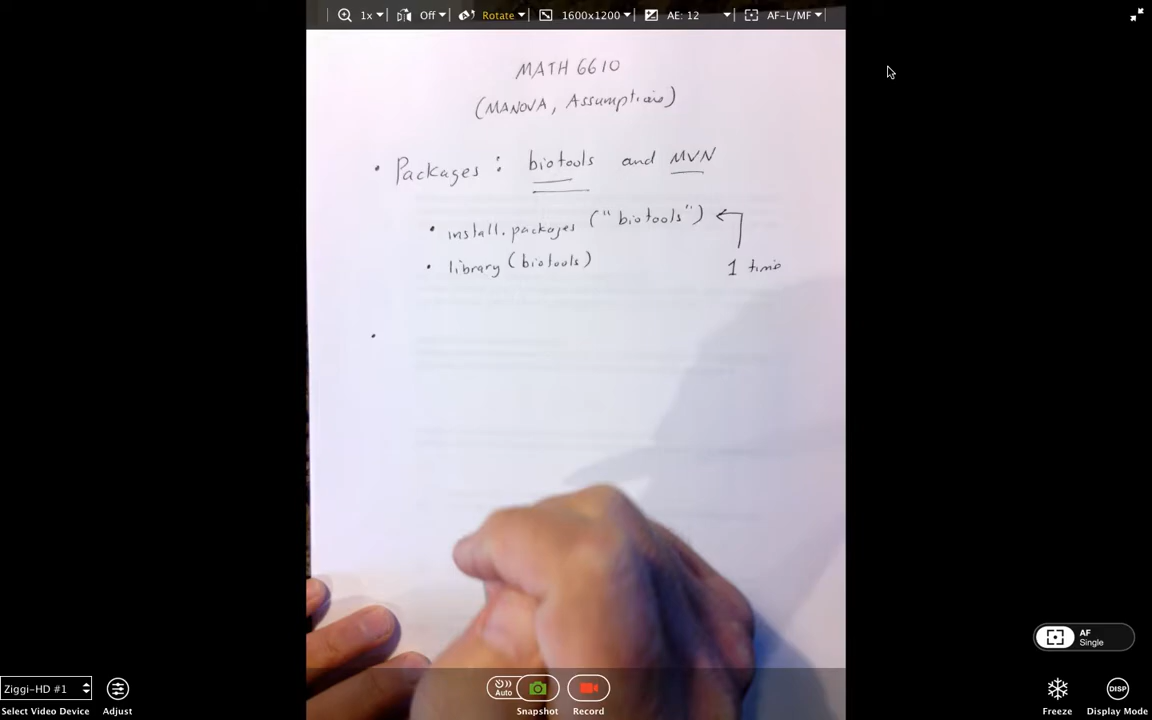 1x Off Rotate 1600x1200 AE: 12 AF-L/MF
MATH 6610
(MANOVA, Assumptions)
• Packages : biotools and MVN
• install.packages ("biotools")
• library (biotools)
1 time
•
AF
Single
Ziggi-HD #1
Auto
Select Video Device Adjust Snapshot Record Freeze Display Mode
DISP